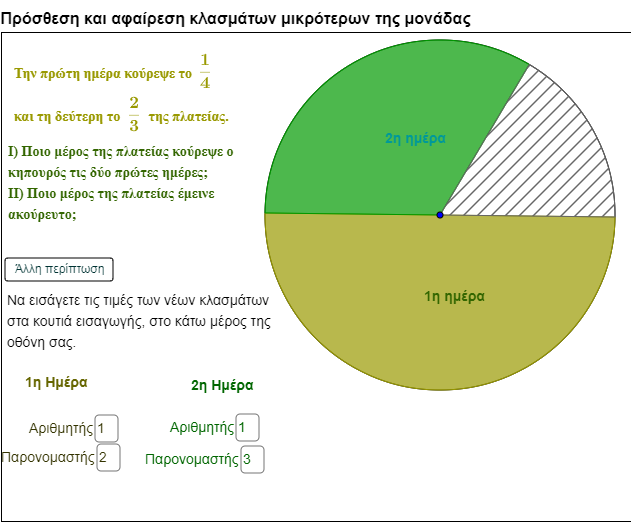 Πρόσθεση και αφαίρεση κλασμάτων μικρότερων της μονάδας
Την πρώτη ημέρα κούρεψε το 1/4
και τη δεύτερη το 2/3 της πλατείας.
I) Ποιο μέρος της πλατείας κούρεψε ο
κηπουρός τις δύο πρώτες ημέρες;
II) Ποιο μέρος της πλατείας έμεινε
ακούρευτο;
Άλλη περίπτωση
Να εισάγετε τις τιμές των νέων κλασμάτων
στα κουτιά εισαγωγής, στο κάτω μέρος της
οθόνη σας.
1η Ημέρα
2η Ημέρα
Αριθμητής 1
Αριθμητής 1
Παρονομαστής 2
Παρονομαστής 3
2η ημέρα
1η ημέρα